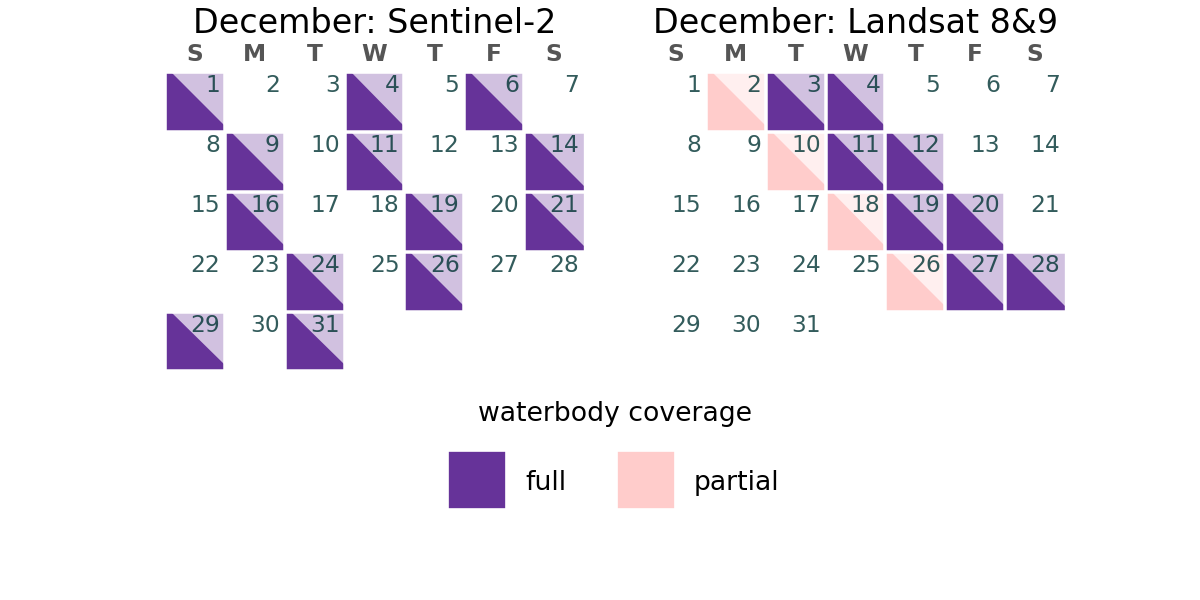 December: Sentinel-2
S M T W T F S
1 2 3 4 5 6 7
8 9 10 11 12 13 14
15 16 17 18 19 20 21
22 23 24 25 26 27 28
29 30 31
December: Landsat 8&9
S M T W T F S
1 2 3 4 5 6 7
8 9 10 11 12 13 14
15 16 17 18 19 20 21
22 23 24 25 26 27 28
29 30 31
waterbody coverage
full partial